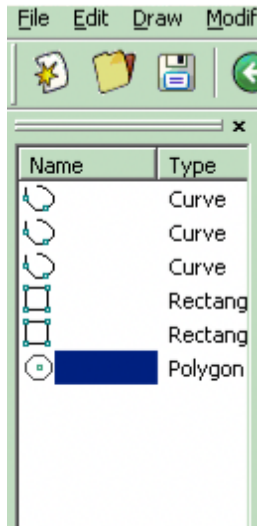 File Edit Draw Modif
Name Type
Curve
Curve
Curve
Rectang
Rectang
Polygon